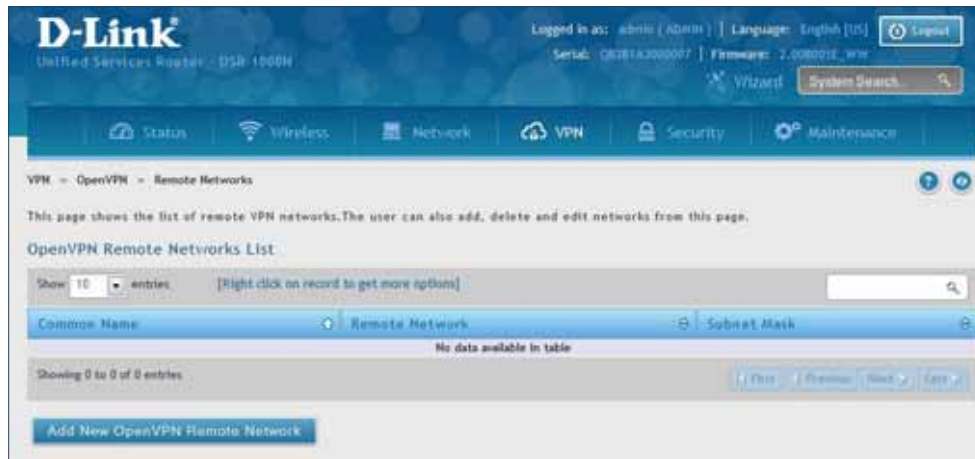 D-Link
Unified Services Router - DSR-1000N
Logged in as: admin ( ADMIN ) | Language: English [US]
Logout
Serial: | Firmware:
Wizard
System Search..
Status
Wireless
Network
VPN
Security
Maintenance
VPN » OpenVPN » Remote Networks
This page shows the list of remote VPN networks.The user can also add, delete and edit networks from this page.
OpenVPN Remote Networks List
Show 10 entries
[Right click on record to get more options]
Common Name
Remote Network
Subnet Mask
No data available in table
Showing 0 to 0 of 0 entries
First
Previous
Next
Last
Add New OpenVPN Remote Network